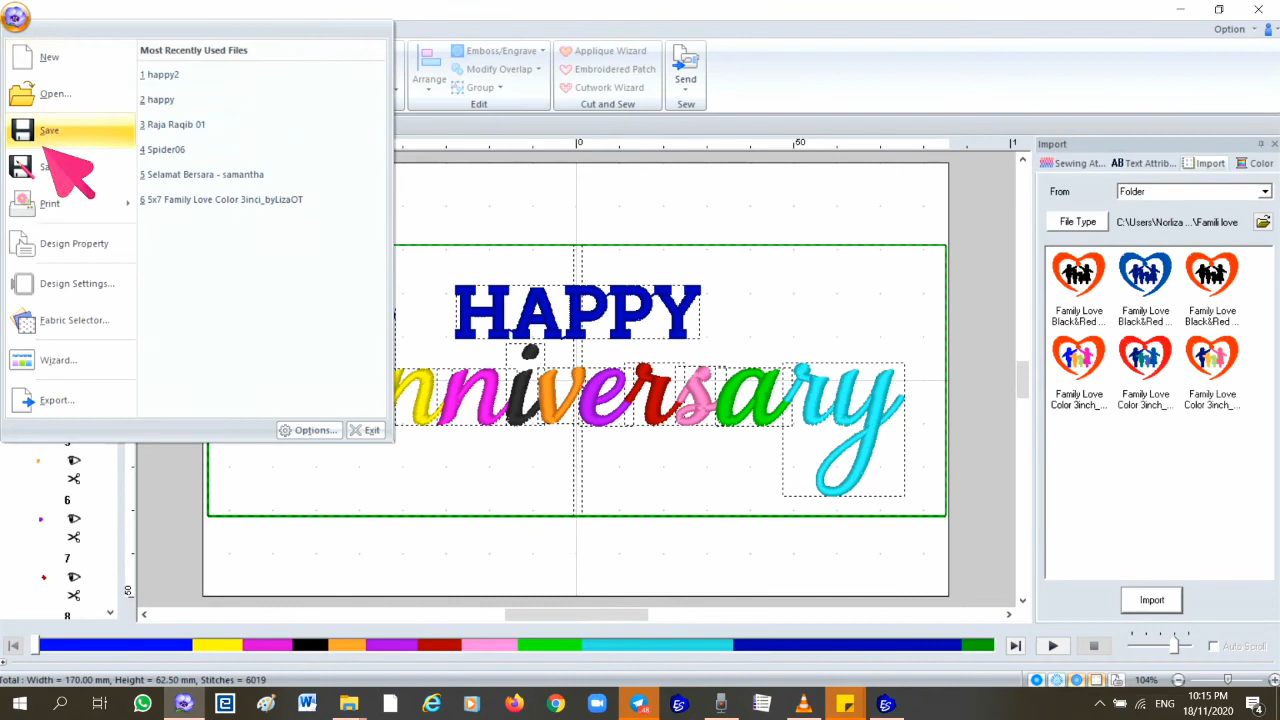 Option
New
Open...
Save
Print
Design Property
Design Settings...
Fabric Selector...
Wizard...
Export...
Most Recently Used Files
1 happy2
2 happy
3 Raja Raqib 01
4 Spider06
5 Selamat Bersara - samantha
6 5x7 Family Love Color 3inci_byLizaOT
Options...
Exit
Arrange
Emboss/Engrave
Modify Overlap
Group
Edit
Applique Wizard
Embroidered Patch
Cutwork Wizard
Cut and Sew
Send
Sew
0
50
1
50
HAPPY
nniversary
6
7
8
Import
Sewing At...
AB Text Attrib...
Import
Color
From
Folder
File Type
C:\Users\Noriza ...\Famili love
Family Love Black&Red ...
Family Love Black&Red ...
Family Love Black&Red ...
Family Love Color 3inch_...
Family Love Color 3inch_...
Family Love Color 3inch_...
Import
Auto Scroll
Total : Width = 170.00 mm, Height = 62.50 mm, Stitches = 6019
104%
ENG
10:15 PM
18/11/2020